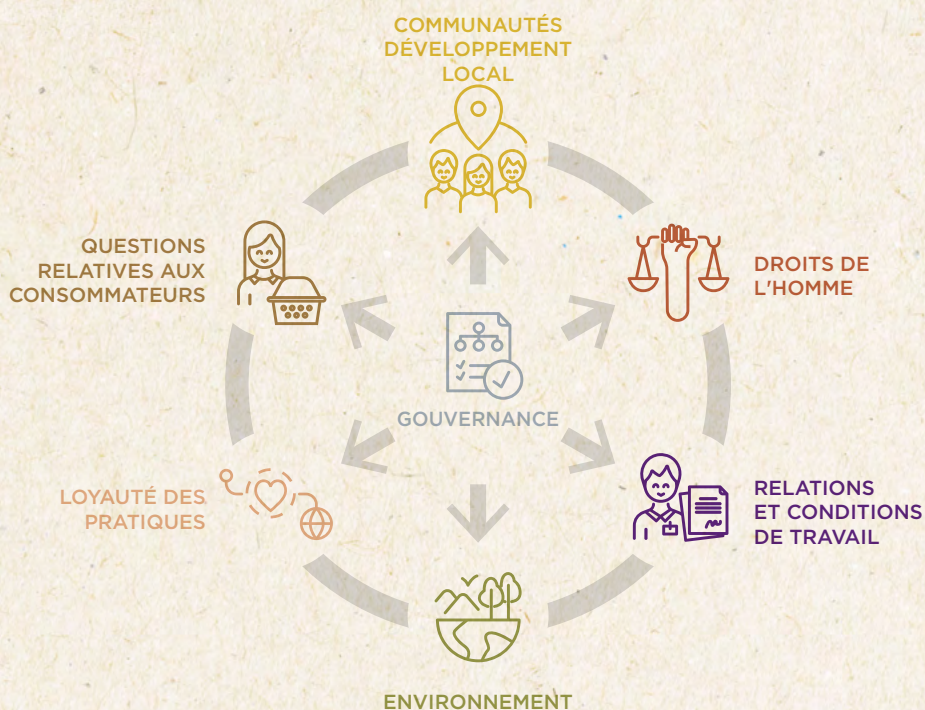 COMMUNAUTÉS
DÉVELOPPEMENT
LOCAL
QUESTIONS
RELATIVES AUX
CONSOMMATEURS
DROITS DE
L'HOMME
GOUVERNANCE
LOYAUTÉ DES
PRATIQUES
RELATIONS
ET CONDITIONS
DE TRAVAIL
ENVIRONNEMENT